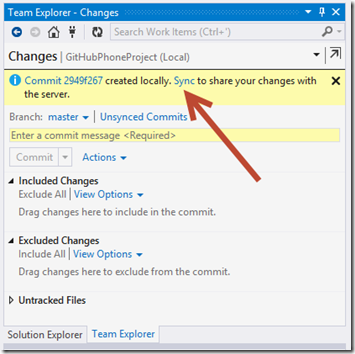 Team Explorer - Changes
Search Work Items (Ctrl+')
Changes | GitHubPhoneProject (Local)
Commit 2949f267 created locally. Sync to share your changes with
the server.
Branch: master | Unsynced Commits
Enter a commit message <Required>
Commit Actions
Included Changes
Exclude All | View Options
Drag changes here to include in the commit.
Excluded Changes
Include All | View Options
Drag changes here to exclude from the commit.
Untracked Files
Solution Explorer Team Explorer